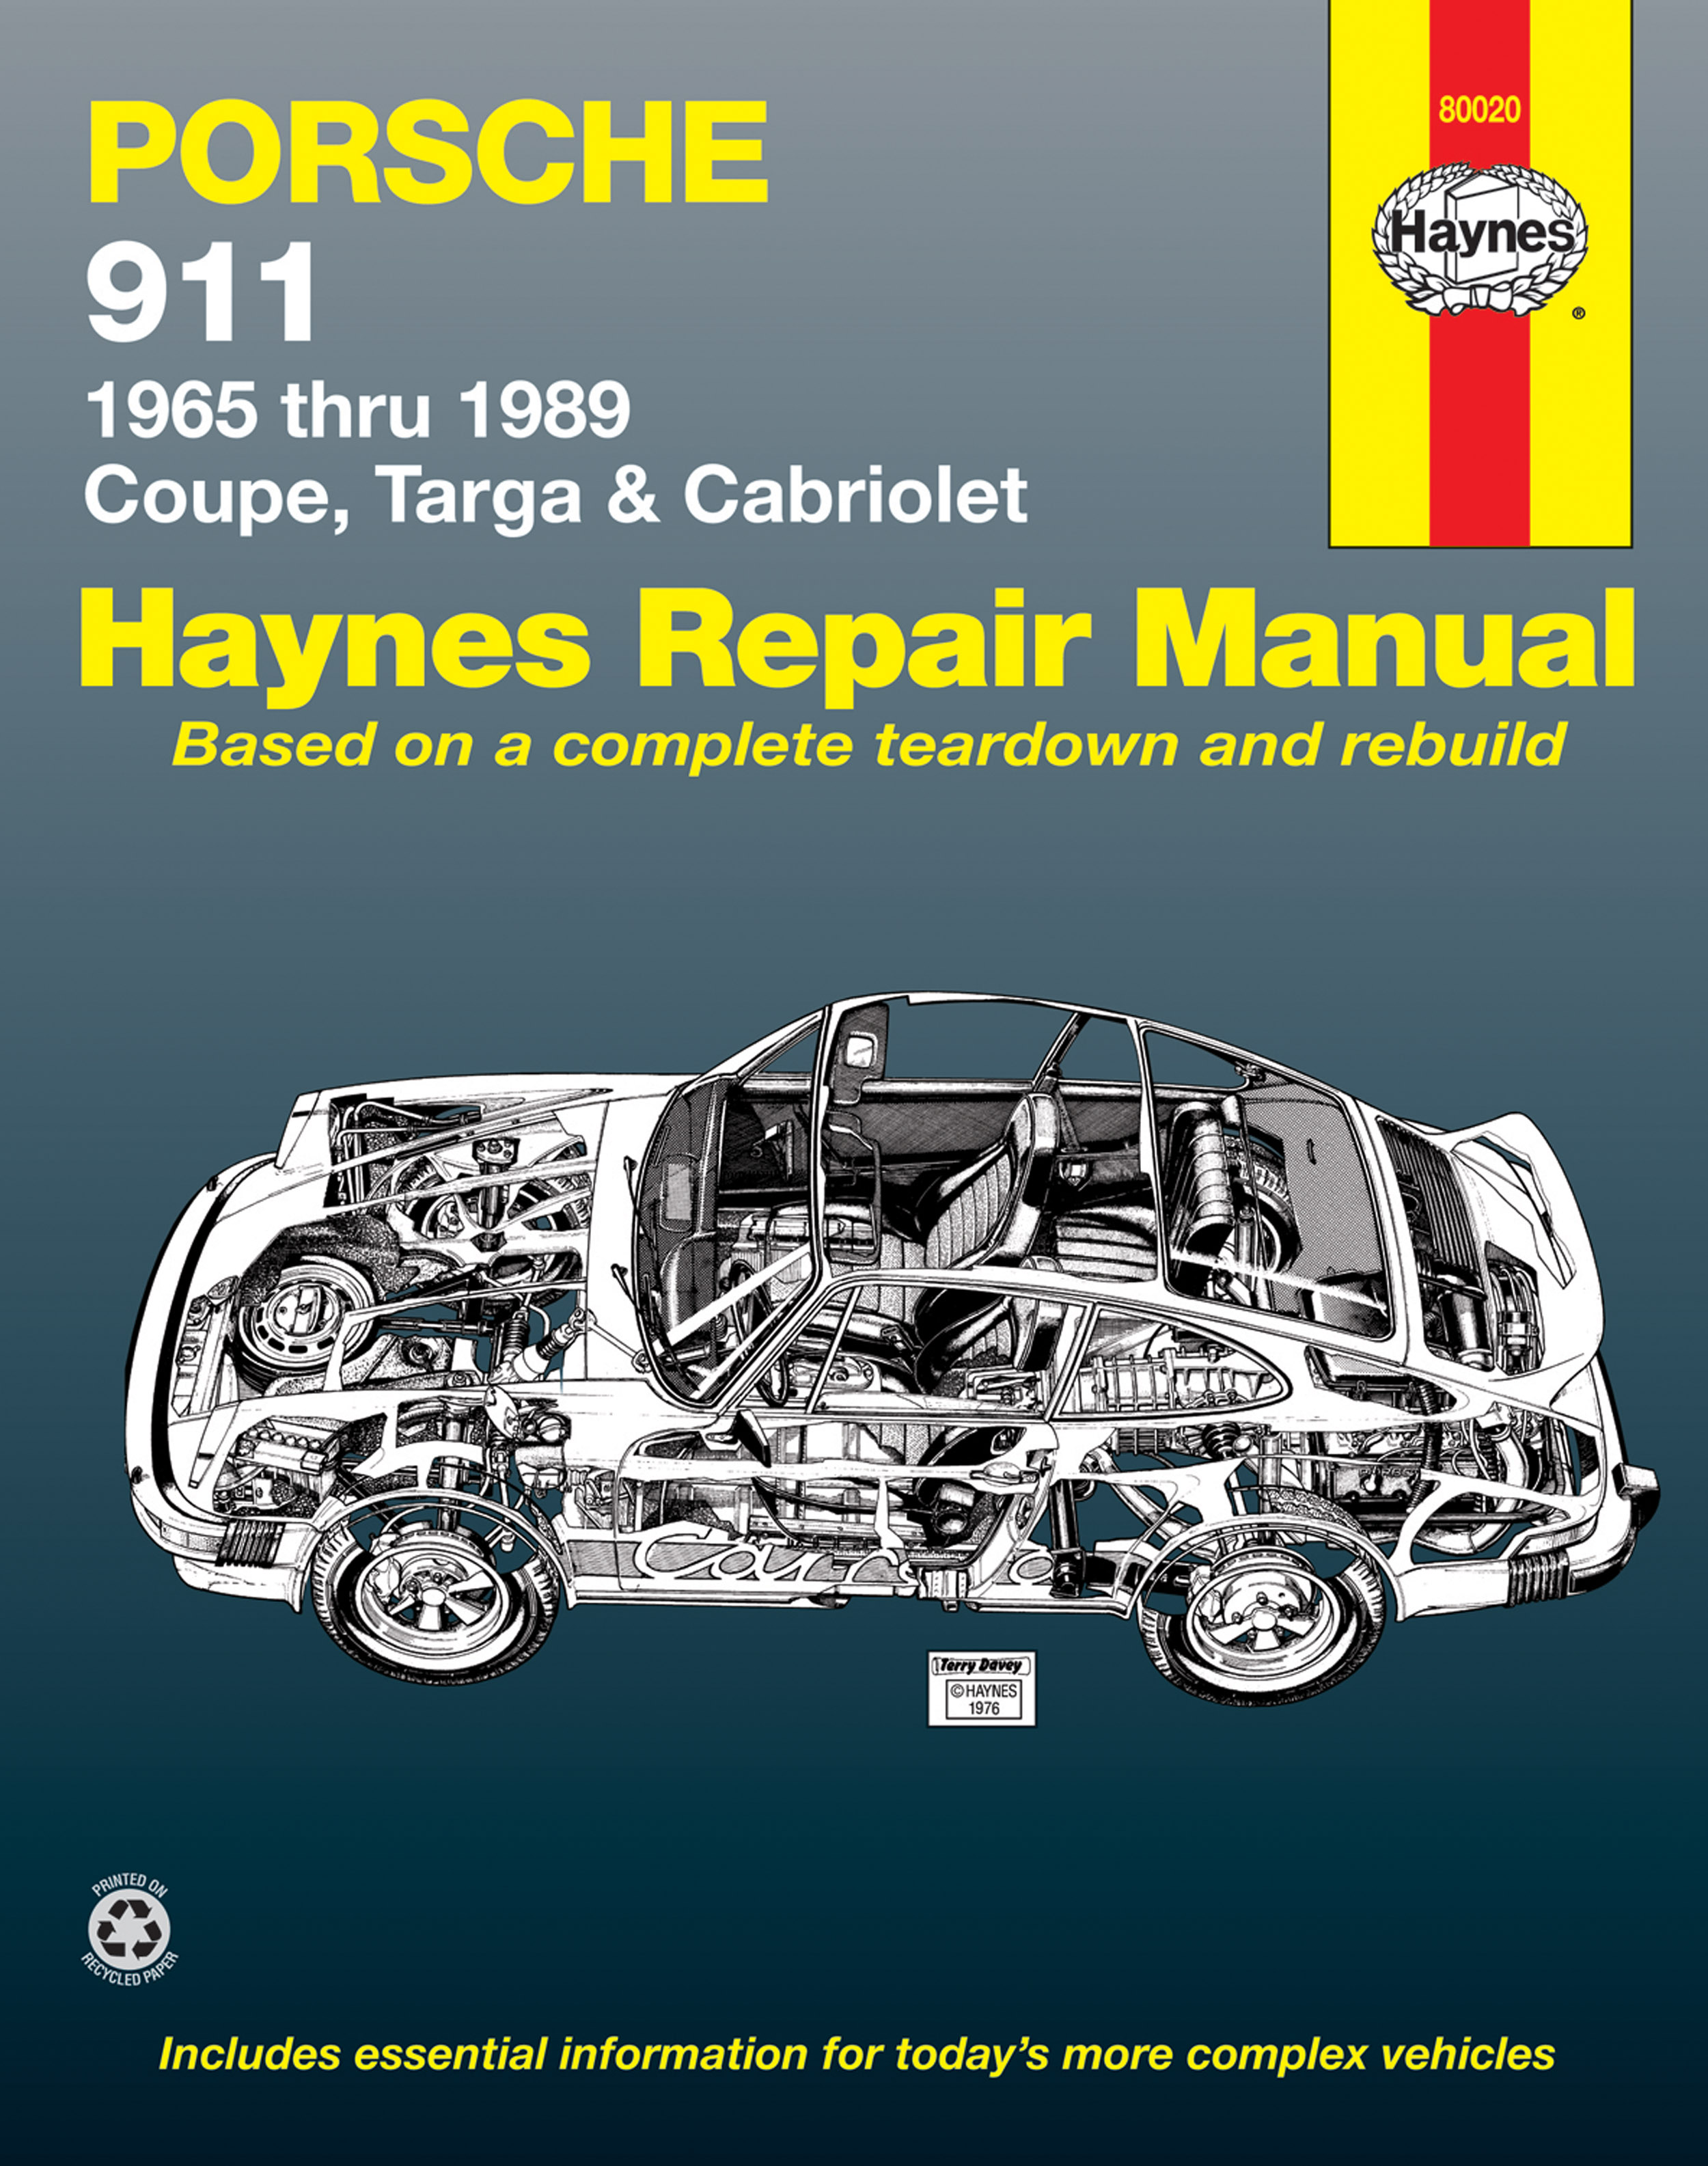 PORSCHE
911
1965 thru 1989
Coupe, Targa & Cabriolet
80020
Haynes
®
Haynes Repair Manual
Based on a complete teardown and rebuild
Carrera
Terry Davey
© HAYNES
1976
PRINTED ON
RECYCLED PAPER
Includes essential information for today's more complex vehicles